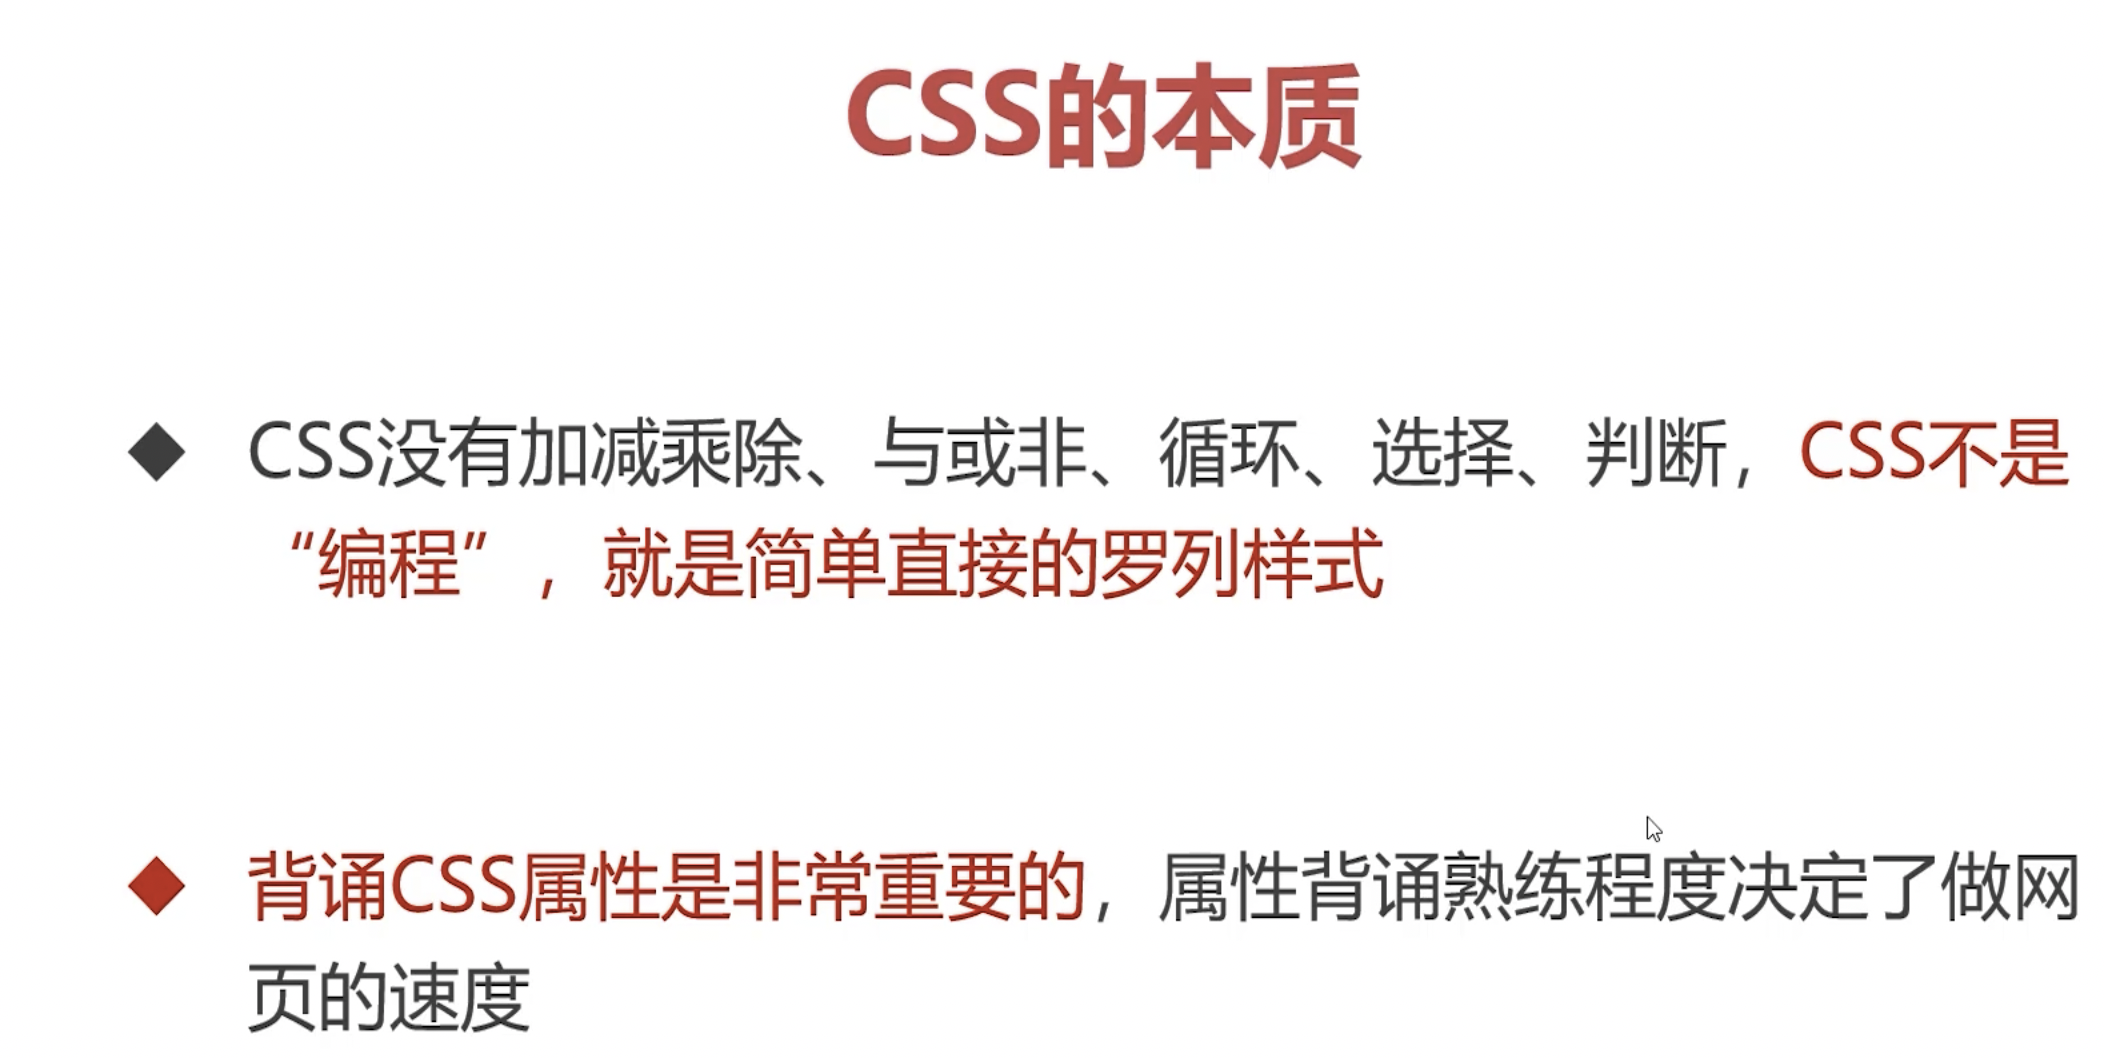 CSS的本质
CSS没有加减乘除、与或非、循环、选择、判断，CSS不是
“编程”，就是简单直接的罗列样式
背诵CSS属性是非常重要的，属性背诵熟练程度决定了做网
页的速度